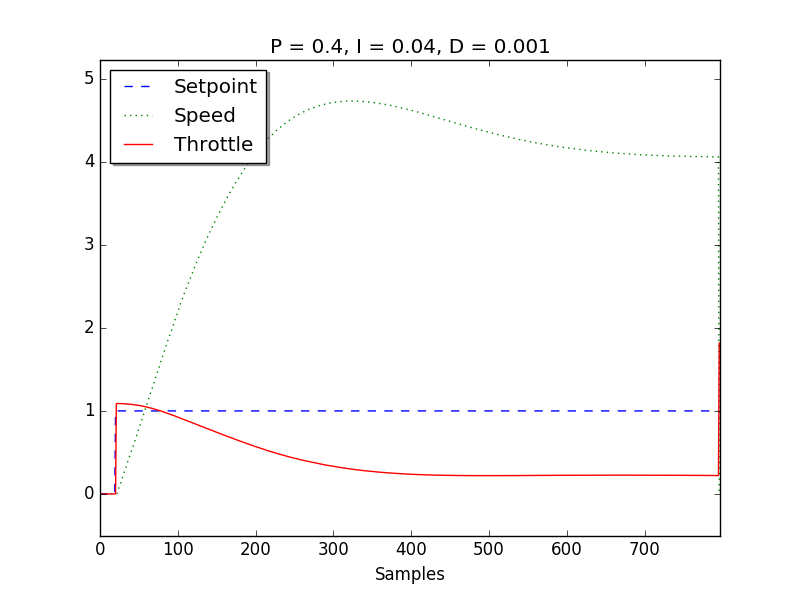 P = 0.4, I = 0.04, D = 0.001
Setpoint
Speed
Throttle
5
4
3
2
1
0
0 100 200 300 400 500 600 700
Samples